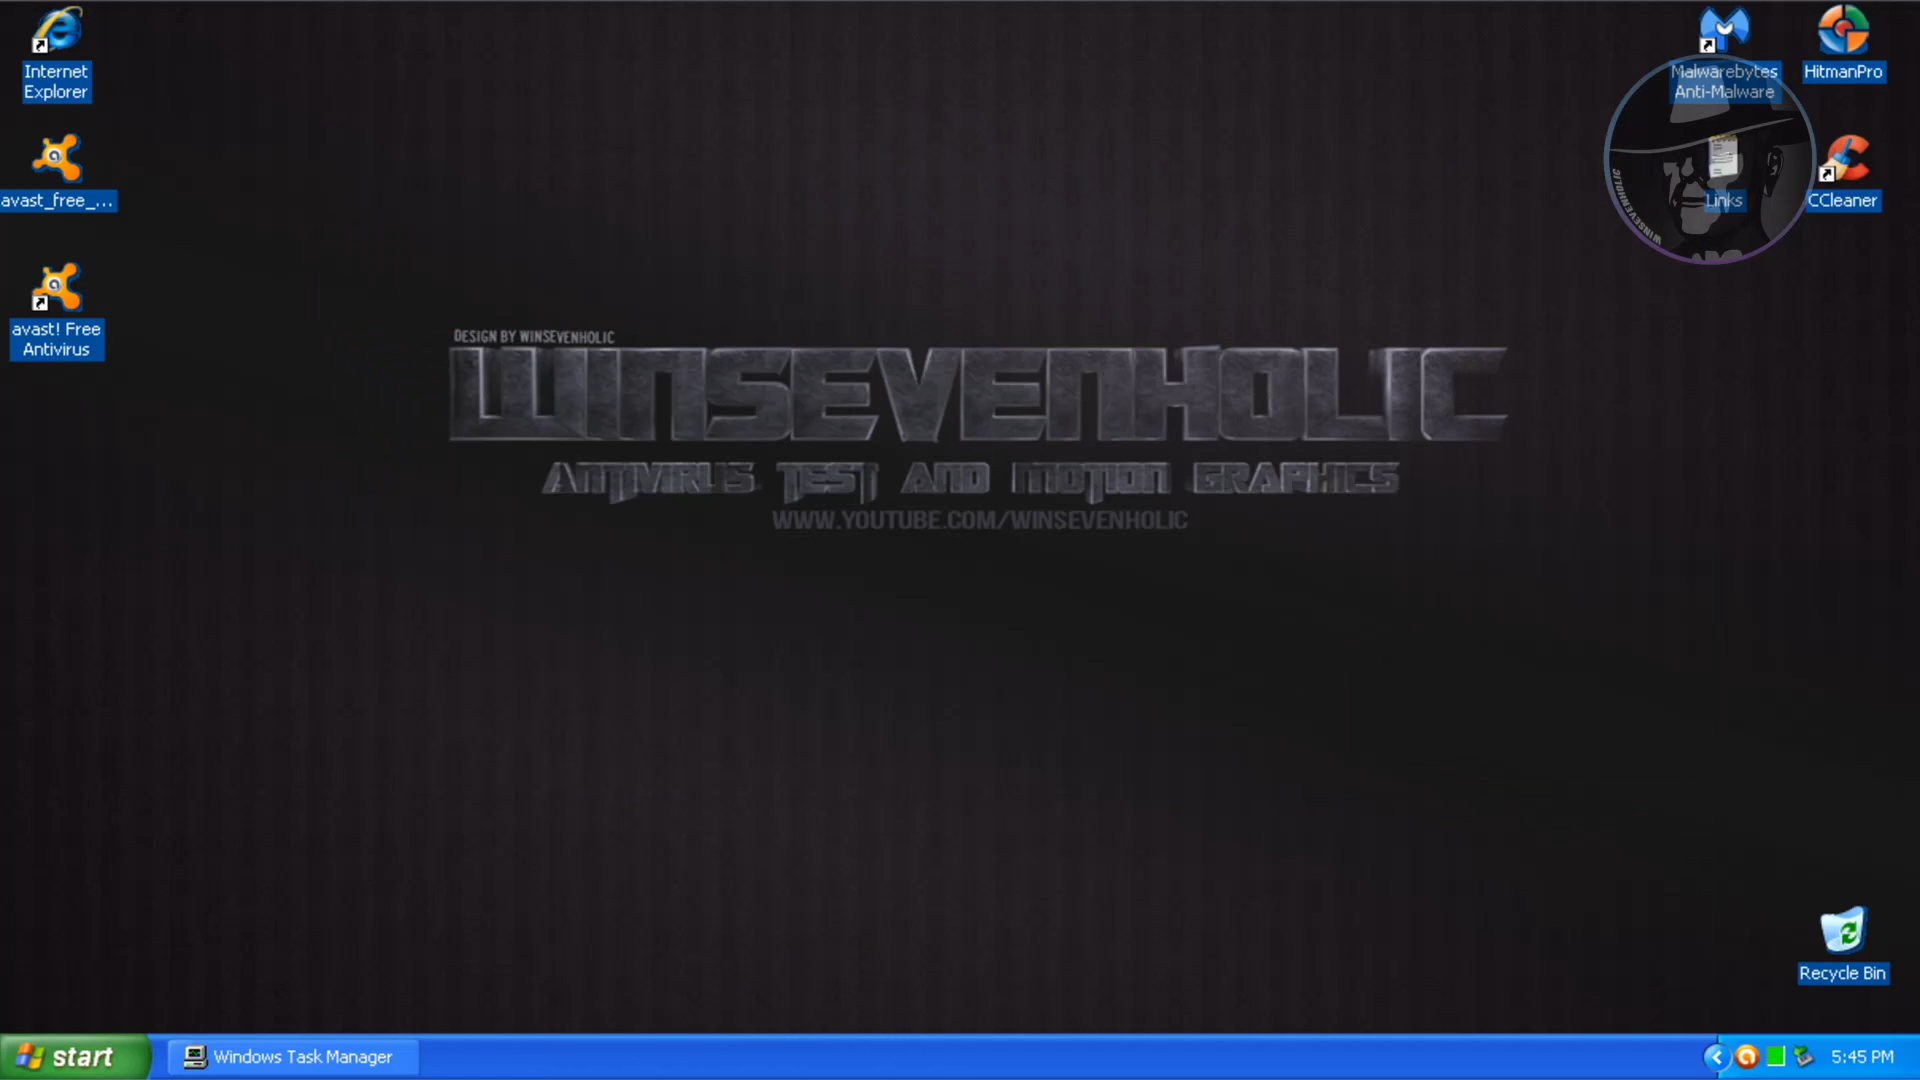 Internet
Explorer
avast_free_...
avast! Free
Antivirus
Malwarebytes
Anti-Malware
HitmanPro
Links
CCleaner
WINSEVENHOLIC
DESIGN BY WINSEVENHOLIC
WINSEVENHOLIC
ANTIVIRUS TEST AND MOTION GRAPHICS
WWW.YOUTUBE.COM/WINSEVENHOLIC
Recycle Bin
start
Windows Task Manager
5:45 PM